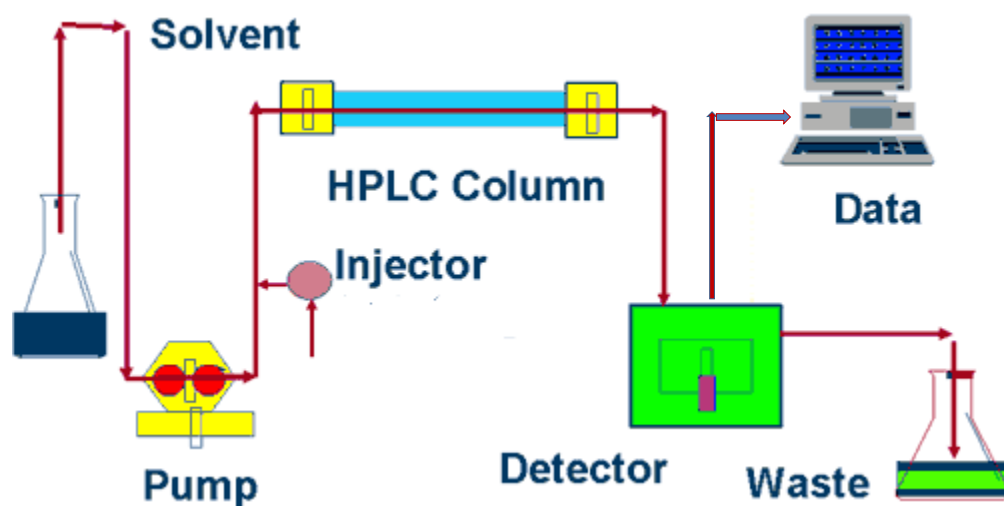 Solvent
HPLC Column
Data
Injector
Detector
Pump
Waste